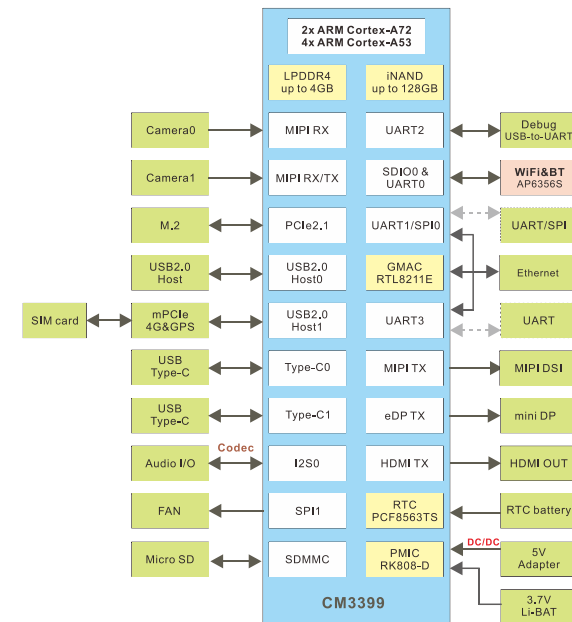 2x ARM Cortex-A72
4x ARM Cortex-A53
LPDDR4
up to 4GB
iNAND
up to 128GB
Camera0
MIPI RX
UART2
Debug
USB-to-UART
Camera1
MIPI RX/TX
SDIO0 &
UART0
WiFi&BT
AP6356S
M.2
PCIe2.1
UART1/SPI0
UART/SPI
USB2.0
Host
USB2.0
Host0
GMAC
RTL8211E
Ethernet
SIM card
mPCIe
4G&GPS
USB2.0
Host1
UART3
UART
USB
Type-C
Type-C0
MIPI TX
MIPI DSI
USB
Type-C
Type-C1
eDP TX
mini DP
Audio I/O
Codec
I2S0
HDMI TX
HDMI OUT
FAN
SPI1
RTC
PCF8563TS
RTC battery
Micro SD
SDMMC
PMIC
RK808-D
DC/DC
5V
Adapter
CM3399
3.7V
Li-BAT